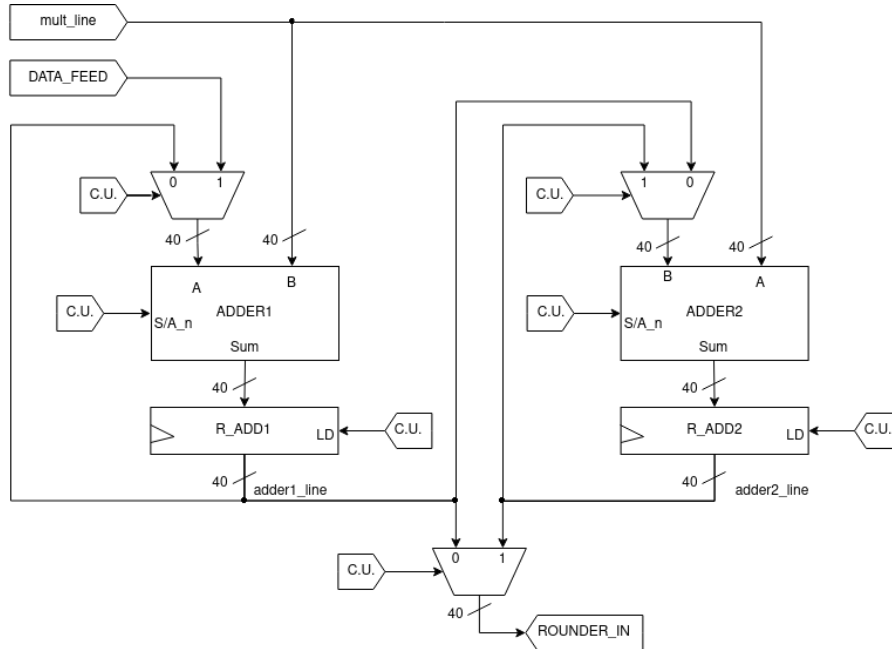 mult_line
DATA_FEED
0 1
1 0
C.U.
C.U.
40
40
40
40
A
B
B
A
C.U.
S/A_n
ADDER1
C.U.
S/A_n
ADDER2
Sum
Sum
40
40
R_ADD1
LD
C.U.
R_ADD2
LD
C.U.
40
adder1_line
40
adder2_line
0 1
C.U.
40
ROUNDER_IN